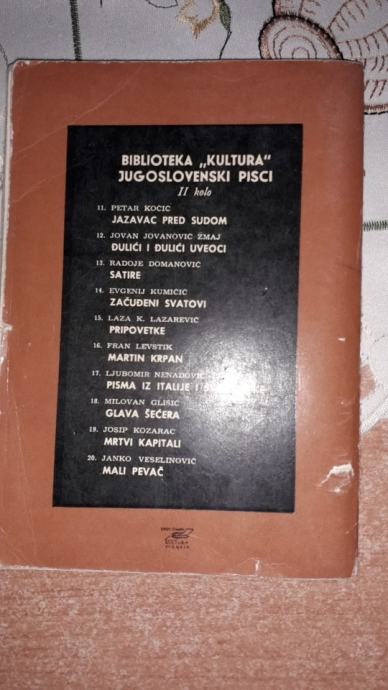 BIBLIOTEKA „KULTURA"
JUGOSLOVENSKI PISCI
II kolo
11. PETAR KOČIĆ
JAZAVAC PRED SUDOM
12. JOVAN JOVANOVIĆ ZMAJ
ĐULIĆI I ĐULIĆI UVEOCI
13. RADOJE DOMANOVIĆ
SATIRE
14. EVGENIJ KUMIČIĆ
ZAČUĐENI SVATOVI
15. LAZA K. LAZAREVIĆ
PRIPOVETKE
16. FRAN LEVSTIK
MARTIN KRPAN
17. LJUBOMIR NENADOVIĆ
PISMA IZ ITALIJE I
18. MILOVAN GLIŠIĆ
GLAVA ŠEĆERA
19. JOSIP KOZARAC
MRTVI KAPITALI
20. JANKO VESELINOVIĆ
MALI PEVAČ
KULTURA